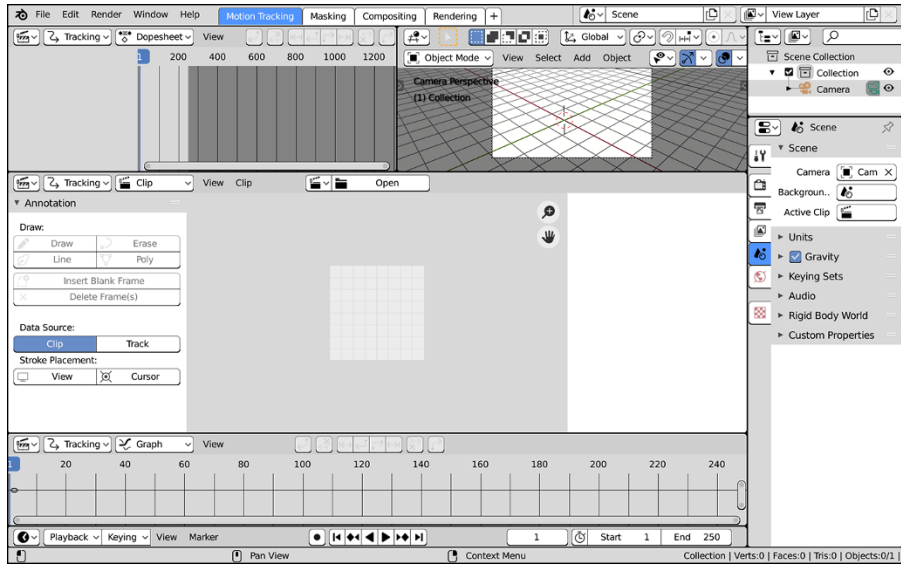 File Edit Render Window Help Motion Tracking Masking Compositing Rendering + Scene View Layer
Tracking Dopesheet View Global
1 200 400 600 800 1000 1200
Object Mode View Select Add Object
Camera Perspective
(1) Collection
Scene Collection
Collection
Camera
Scene
Scene
Camera Cam
Backgroun..
Active Clip
Units
Gravity
Keying Sets
Audio
Rigid Body World
Custom Properties
Tracking Clip View Clip Open
Annotation
Draw:
Draw Erase
Line Poly
Insert Blank Frame
Delete Frame(s)
Data Source:
Clip Track
Stroke Placement:
View Cursor
Tracking Graph View
1 20 40 60 80 100 120 140 160 180 200 220 240
Playback Keying View Marker 1 Start 1 End 250
Pan View Context Menu Collection | Verts:0 | Faces:0 | Tris:0 | Objects:0/1 |